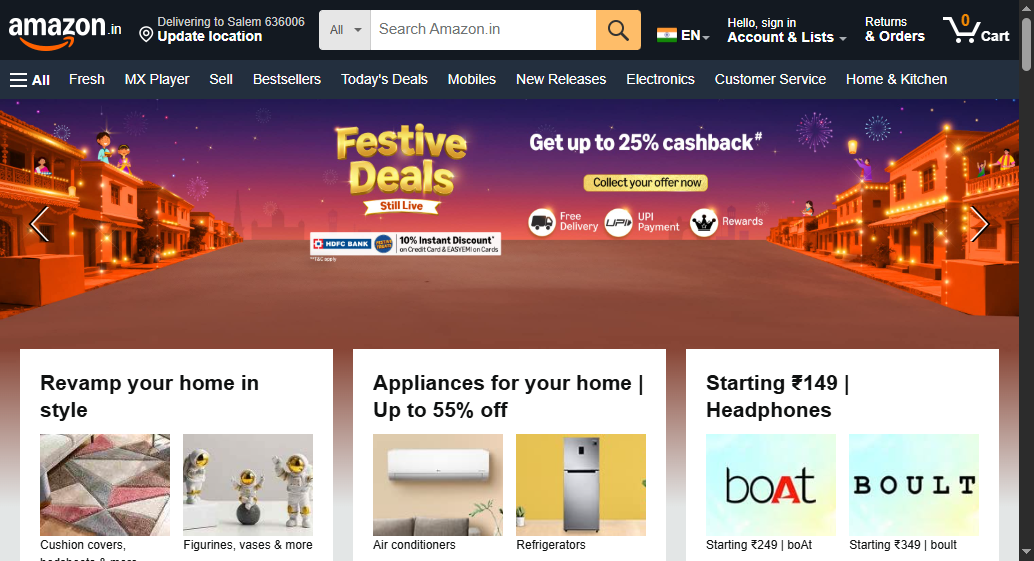 amazon.in
Delivering to Salem 636006
Update location
All
Search Amazon.in
EN
Hello, sign in
Account & Lists
Returns
& Orders
0
Cart
All
Fresh
MX Player
Sell
Bestsellers
Today's Deals
Mobiles
New Releases
Electronics
Customer Service
Home & Kitchen
Festive
Deals
Still Live
HDFC BANK
10% Instant Discount*
on Credit Card & EASYEMI on Cards
*T&C apply
Get up to 25% cashback#
Collect your offer now
Free
Delivery
UPI
UPI
Payment
Rewards
Revamp your home in
style
Cushion covers,
bedsheets & more
Figurines, vases & more
Appliances for your home |
Up to 55% off
Air conditioners
Refrigerators
Starting ₹149 |
Headphones
boAt
BOULT
Starting ₹249 | boAt
Starting ₹349 | boult